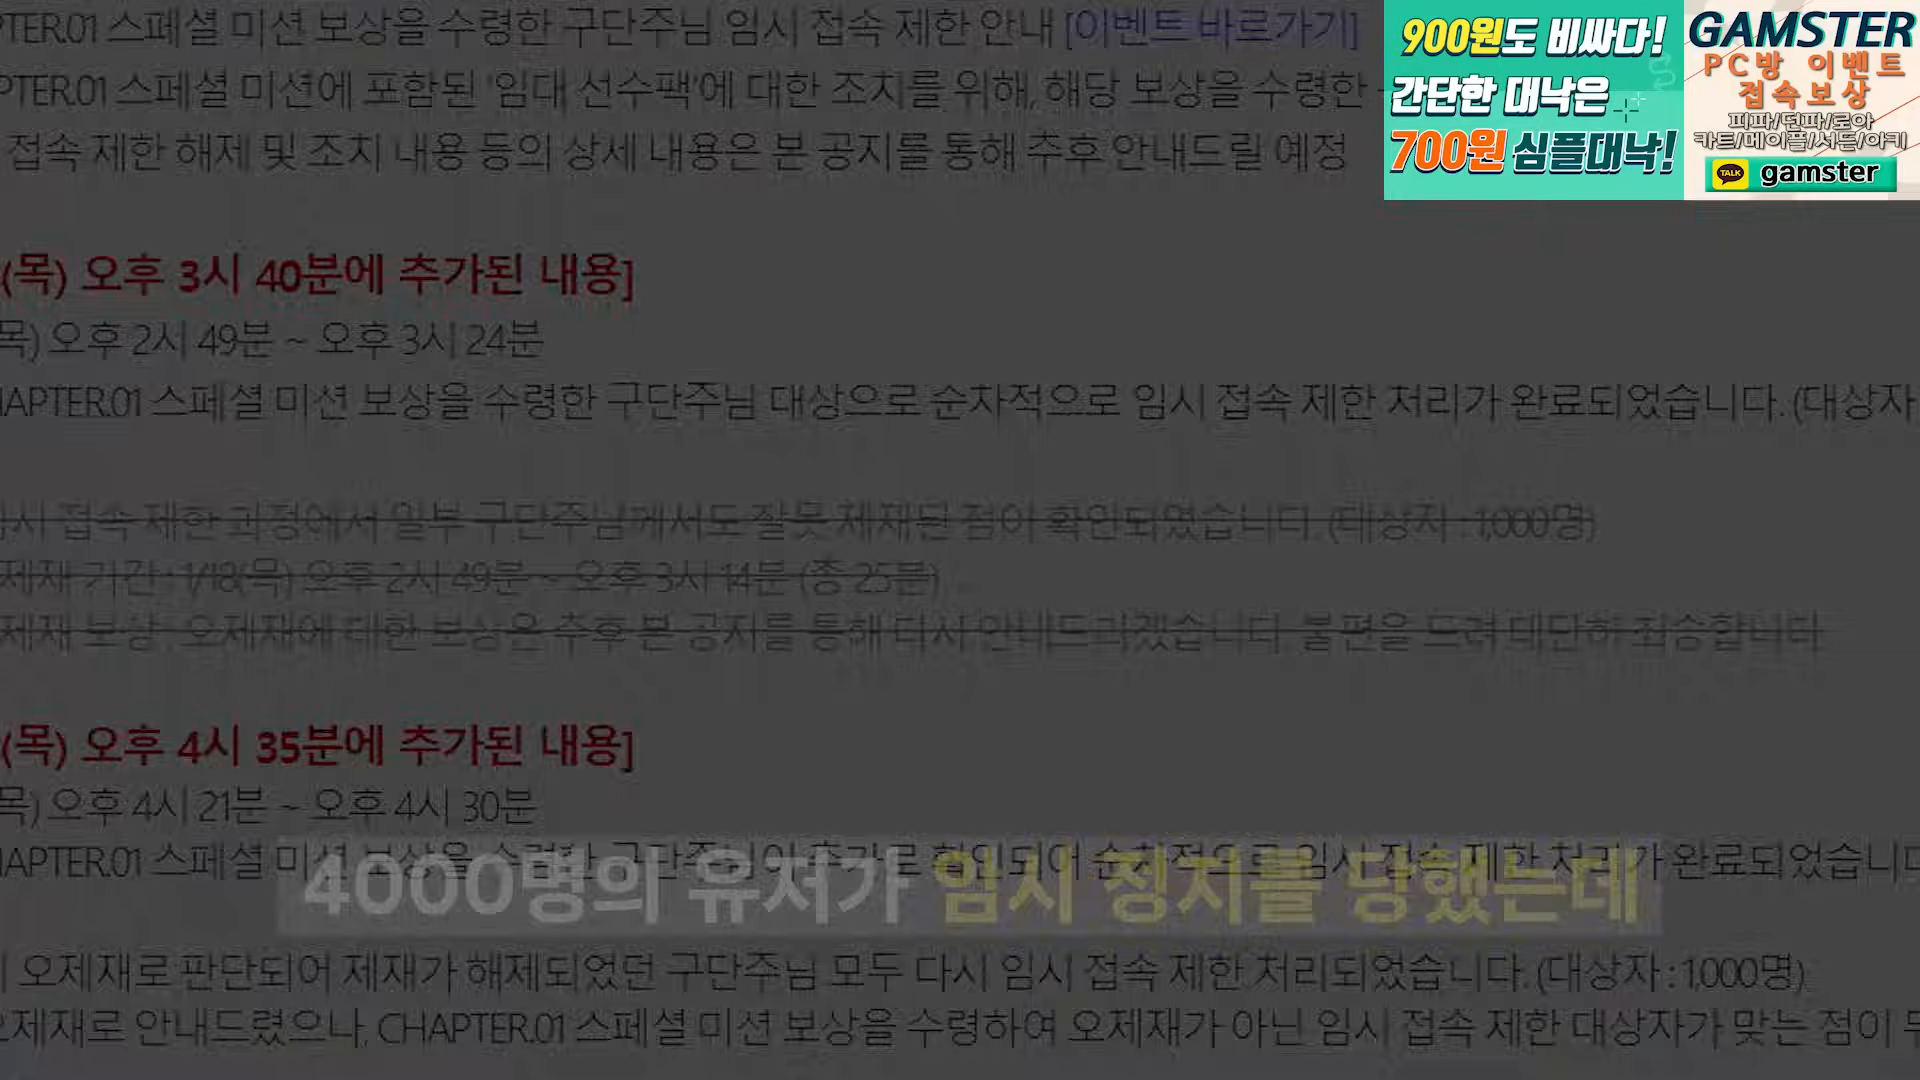 PTER.01 스페셜 미션 보상을 수령한 구단주님 임시 접속 제한 안내 [이벤트 바로가기]
PTER.01 스페셜 미션에 포함된 '임대 선수팩'에 대한 조치를 위해, 해당 보상을 수령한
접속 제한 해제 및 조치 내용 등의 상세 내용은 본 공지를 통해 추후 안내드릴 예정
900원도 비싸다!
간단한 대낙은
700원 심플대낙!
GAMSTER
PC방 이벤트
접속보상
피파/던파/로아
카트/메이플/서든/아키
TALK gamster
(목) 오후 3시 40분에 추가된 내용]
목) 오후 2시 49분 ~ 오후 3시 24분
HAPTER.01 스페셜 미션 보상을 수령한 구단주님 대상으로 순차적으로 임시 접속 제한 처리가 완료되었습니다. (대상자
임시 접속 제한 과정에서 일부 구단주님께서도 잘못 제재된 점이 확인되었습니다. (대상자 : 1,000명)
제재 기간 : 1/18(목) 오후 2시 49분 ~ 오후 3시 14분 (총 25분)
제재 보상 : 오제재에 대한 보상은 추후 본 공지를 통해 다시 안내드리겠습니다. 불편을 드려 대단히 죄송합니다.
(목) 오후 4시 35분에 추가된 내용]
목) 오후 4시 21분 ~ 오후 4시 30분
HAPTER.01 스페셜 미션 보상을 수령한 구단주님이 추가로 확인되어 순차적으로 임시 접속 제한 처리가 완료되었습니다
4000명의 유저가 임시 정지를 당했는데
오제재로 판단되어 제재가 해제되었던 구단주님 모두 다시 임시 접속 제한 처리되었습니다. (대상자 : 1,000명)
오제재로 안내드렸으나, CHAPTER.01 스페셜 미션 보상을 수령하여 오제재가 아닌 임시 접속 제한 대상자가 맞는 점이